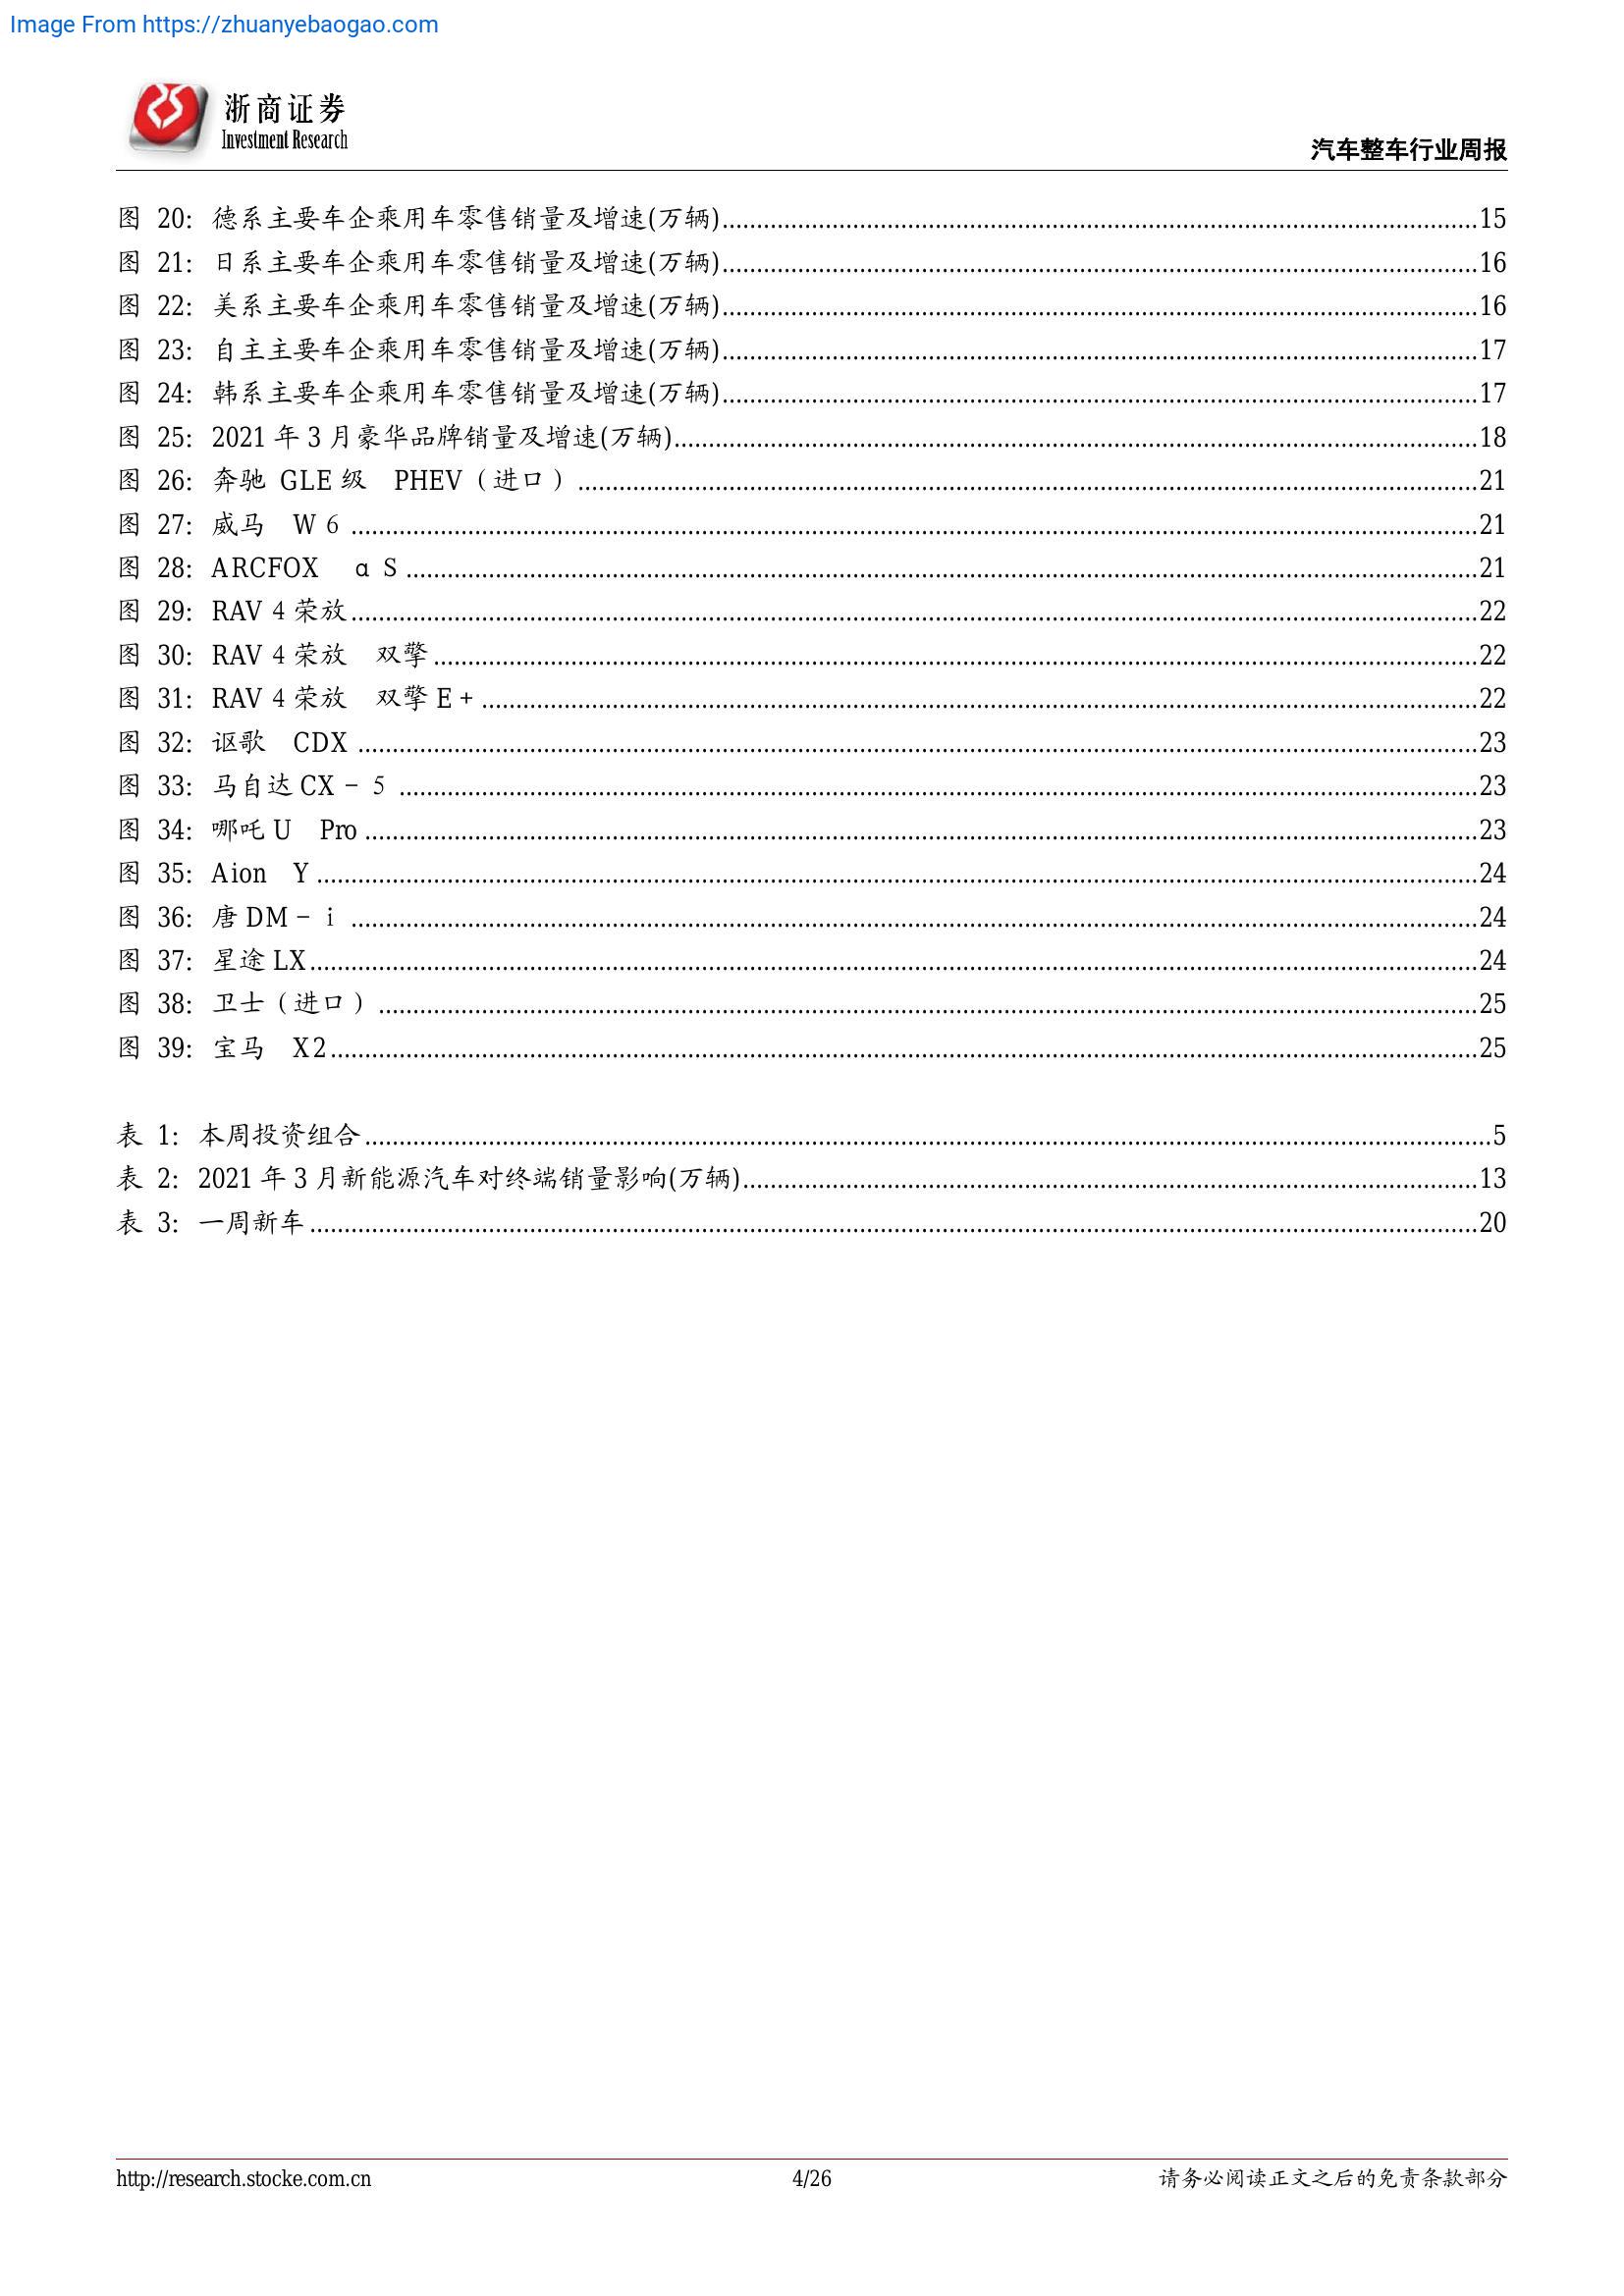 Image From https://zhuanyebaogao.com
浙商证券
Investment Research
汽车整车行业周报
图 20: 德系主要车企乘用车零售销量及增速(万辆)...15
图 21: 日系主要车企乘用车零售销量及增速(万辆)...16
图 22: 美系主要车企乘用车零售销量及增速(万辆)...16
图 23: 自主主要车企乘用车零售销量及增速(万辆)...17
图 24: 韩系主要车企乘用车零售销量及增速(万辆)...17
图 25: 2021 年 3 月豪华品牌销量及增速(万辆)...18
图 26: 奔驰 GLE 级 PHEV（进口）...21
图 27: 威马 W６...21
图 28: ARCFOX αＳ...21
图 29: RAV４荣放...22
图 30: RAV４荣放 双擎...22
图 31: RAV４荣放 双擎 E＋...22
图 32: 讴歌 CDX...23
图 33: 马自达 CX－５...23
图 34: 哪吒 U Pro...23
图 35: Aion Y...24
图 36: 唐 DM－ｉ...24
图 37: 星途 LX...24
图 38: 卫士（进口）...25
图 39: 宝马 X2...25
表 1: 本周投资组合...5
表 2: 2021 年 3 月新能源汽车对终端销量影响(万辆)...13
表 3: 一周新车...20
http://research.stocke.com.cn 4/26 请务必阅读正文之后的免责条款部分